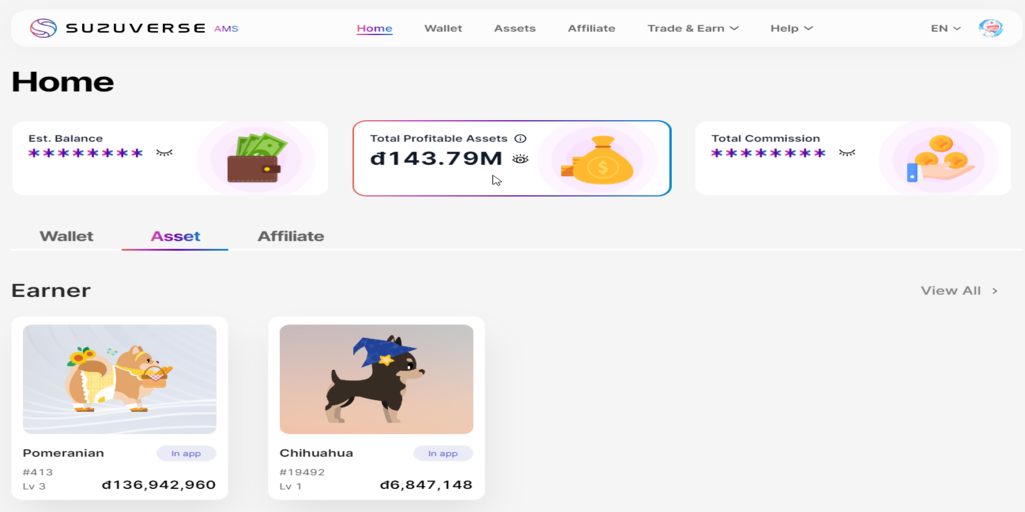 SUZUVERSE AMS
Home Wallet Assets Affiliate Trade & Earn Help EN
Home
Est. Balance
********
Total Profitable Assets
đ143.79M
Total Commission
********
Wallet Asset Affiliate
Earner View All >
Pomeranian In app
#413
Lv 3 đ136,942,960
Chihuahua In app
#19492
Lv 1 đ6,847,148